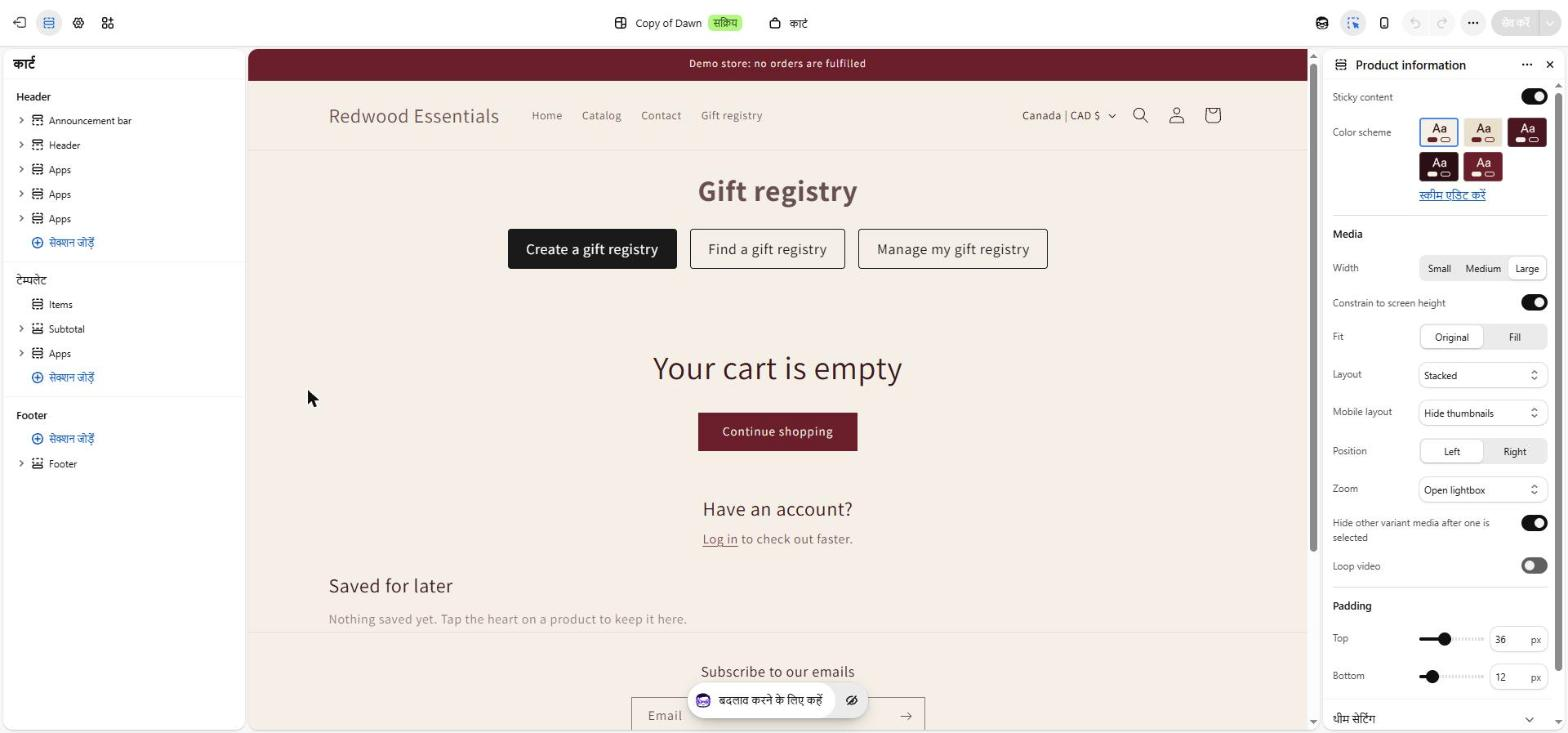 Copy of Dawn सक्रिय कार्ट
सेव करें
कार्ट
Header
Announcement bar
Header
Apps
Apps
Apps
सेक्शन जोड़ें
टेम्पलेट
Items
Subtotal
Apps
सेक्शन जोड़ें
Footer
सेक्शन जोड़ें
Footer
Demo store: no orders are fulfilled
Redwood Essentials Home Catalog Contact Gift registry Canada | CAD $
Gift registry
Create a gift registry Find a gift registry Manage my gift registry
Your cart is empty
Continue shopping
Have an account?
Log in to check out faster.
Saved for later
Nothing saved yet. Tap the heart on a product to keep it here.
Subscribe to our emails
Email
बदलाव करने के लिए कहें
Product information
Sticky content
Color scheme Aa Aa Aa
Aa Aa
स्कीम एडिट करें
Media
Width Small Medium Large
Constrain to screen height
Fit Original Fill
Layout Stacked
Mobile layout Hide thumbnails
Position Left Right
Zoom Open lightbox
Hide other variant media after one is
selected
Loop video
Padding
Top 36 px
Bottom 12 px
थीम सेटिंग